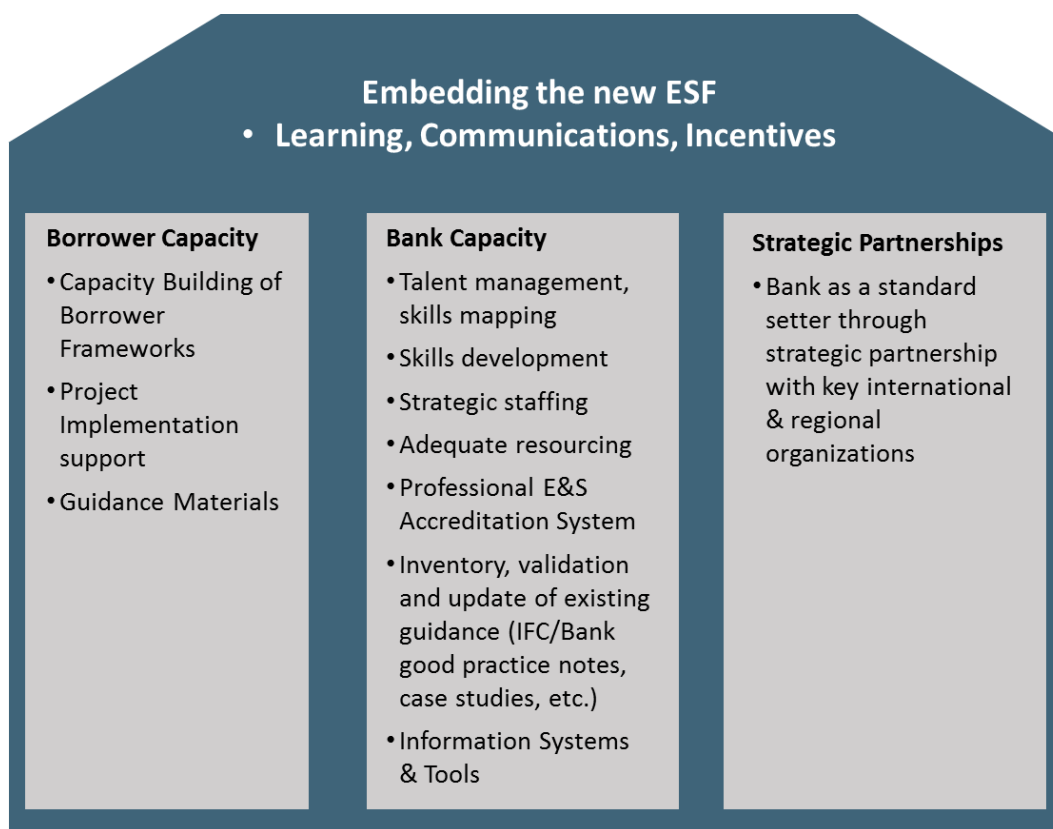 Embedding the new ESF
• Learning, Communications, Incentives
Borrower Capacity
• Capacity Building of
Borrower
Frameworks
• Project
Implementation
support
• Guidance Materials
Bank Capacity
• Talent management,
skills mapping
• Skills development
• Strategic staffing
• Adequate resourcing
• Professional E&S
Accreditation System
• Inventory, validation
and update of existing
guidance (IFC/Bank
good practice notes,
case studies, etc.)
• Information Systems
& Tools
Strategic Partnerships
• Bank as a standard
setter through
strategic partnership
with key international
& regional
organizations